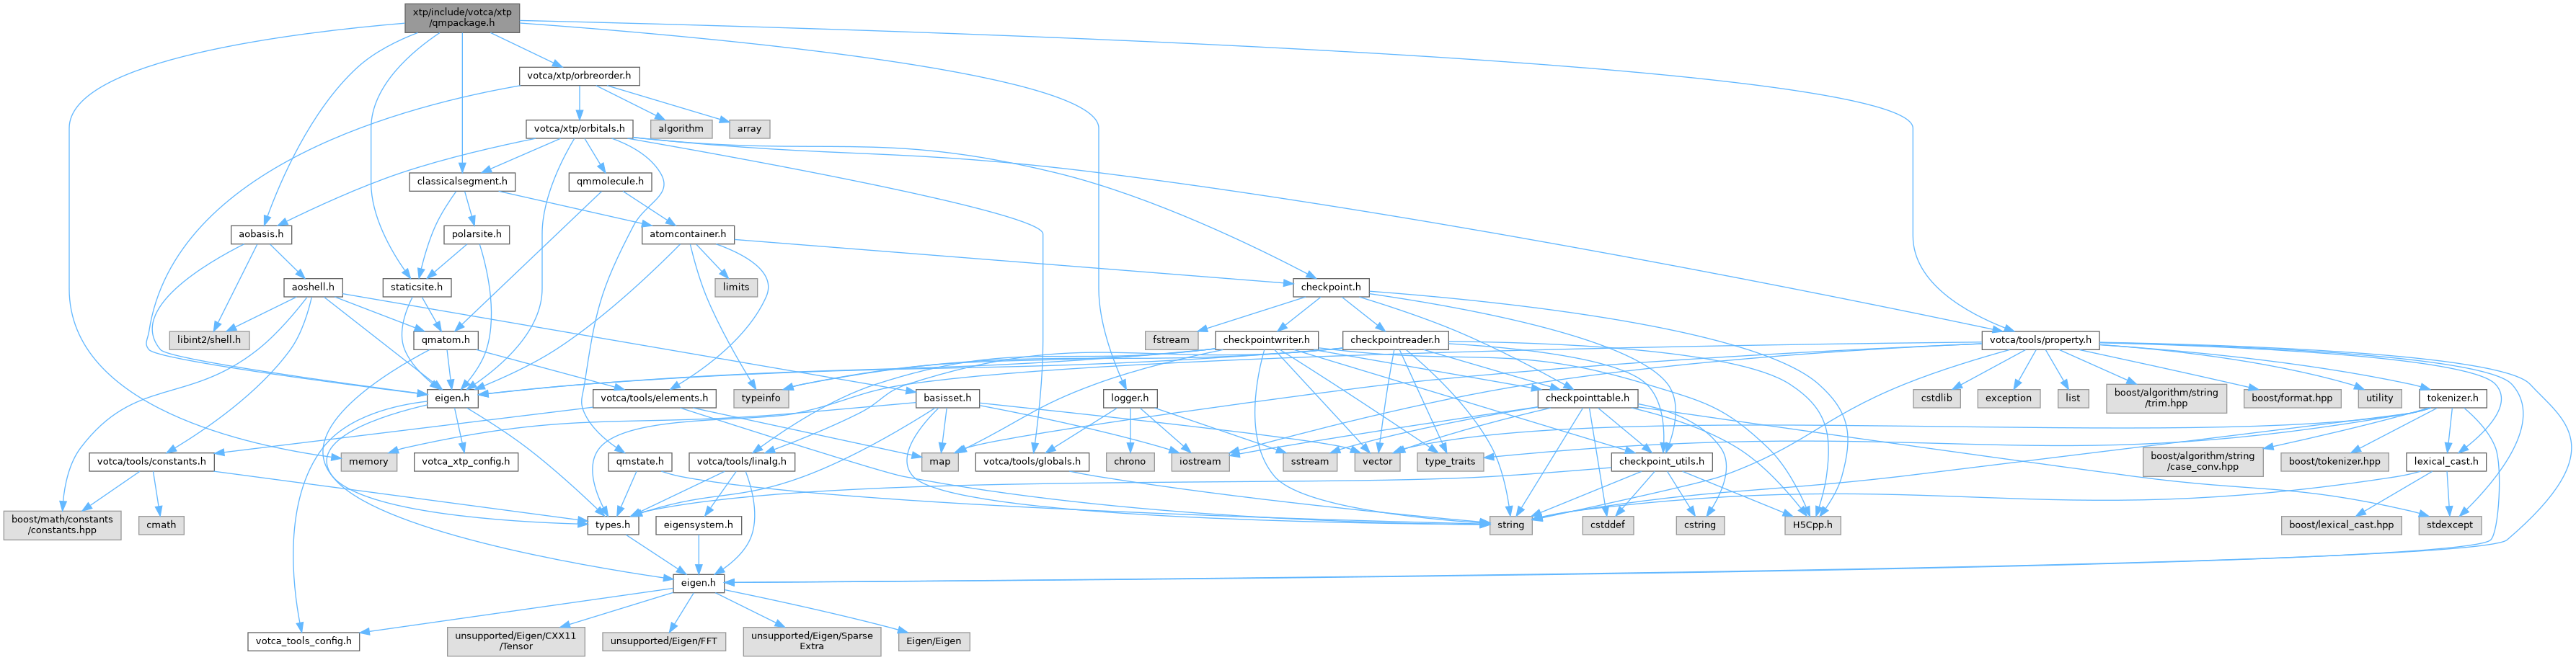 xtp/include/votca/xtp
/qmpackage.h
votca/xtp/orbreorder.h
votca/xtp/orbitals.h
algorithm
array
classicalsegment.h
qmmolecule.h
aobasis.h
polarsite.h
atomcontainer.h
aoshell.h
staticsite.h
limits
checkpoint.h
libint2/shell.h
qmatom.h
fstream
checkpointwriter.h
checkpointreader.h
votca/tools/property.h
eigen.h
votca/tools/elements.h
typeinfo
basisset.h
logger.h
checkpointtable.h
cstdlib
exception
list
boost/algorithm/string
/trim.hpp
boost/format.hpp
utility
tokenizer.h
votca/tools/constants.h
memory
votca_xtp_config.h
qmstate.h
votca/tools/linalg.h
map
votca/tools/globals.h
chrono
iostream
sstream
vector
type_traits
checkpoint_utils.h
boost/algorithm/string
/case_conv.hpp
boost/tokenizer.hpp
lexical_cast.h
boost/math/constants
/constants.hpp
cmath
types.h
eigensystem.h
string
cstddef
cstring
H5Cpp.h
boost/lexical_cast.hpp
stdexcept
eigen.h
votca_tools_config.h
unsupported/Eigen/CXX11
/Tensor
unsupported/Eigen/FFT
unsupported/Eigen/Sparse
Extra
Eigen/Eigen